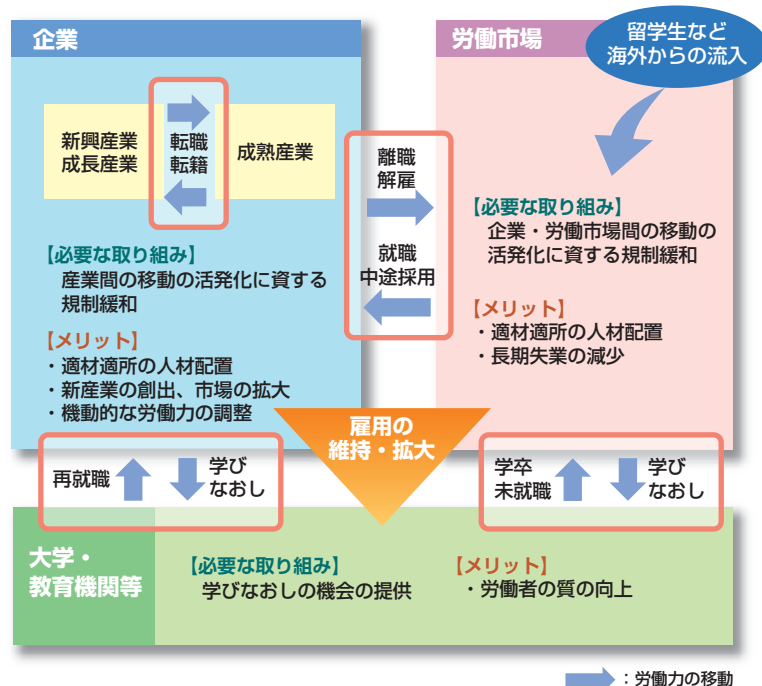 企業
労働市場
留学生など
海外からの流入
新興産業
成長産業
転職
転籍
成熟産業
離職
解雇
就職
中途採用
【必要な取り組み】
産業間の移動の活発化に資する
規制緩和
【メリット】
・適材適所の人材配置
・新産業の創出、市場の拡大
・機動的な労働力の調整
【必要な取り組み】
企業・労働市場間の移動の
活発化に資する規制緩和
【メリット】
・適材適所の人材配置
・長期失業の減少
雇用の
維持・拡大
再就職
学び
なおし
学卒
未就職
学び
なおし
大学・
教育機関等
【必要な取り組み】
学びなおしの機会の提供
【メリット】
・労働者の質の向上
：労働力の移動